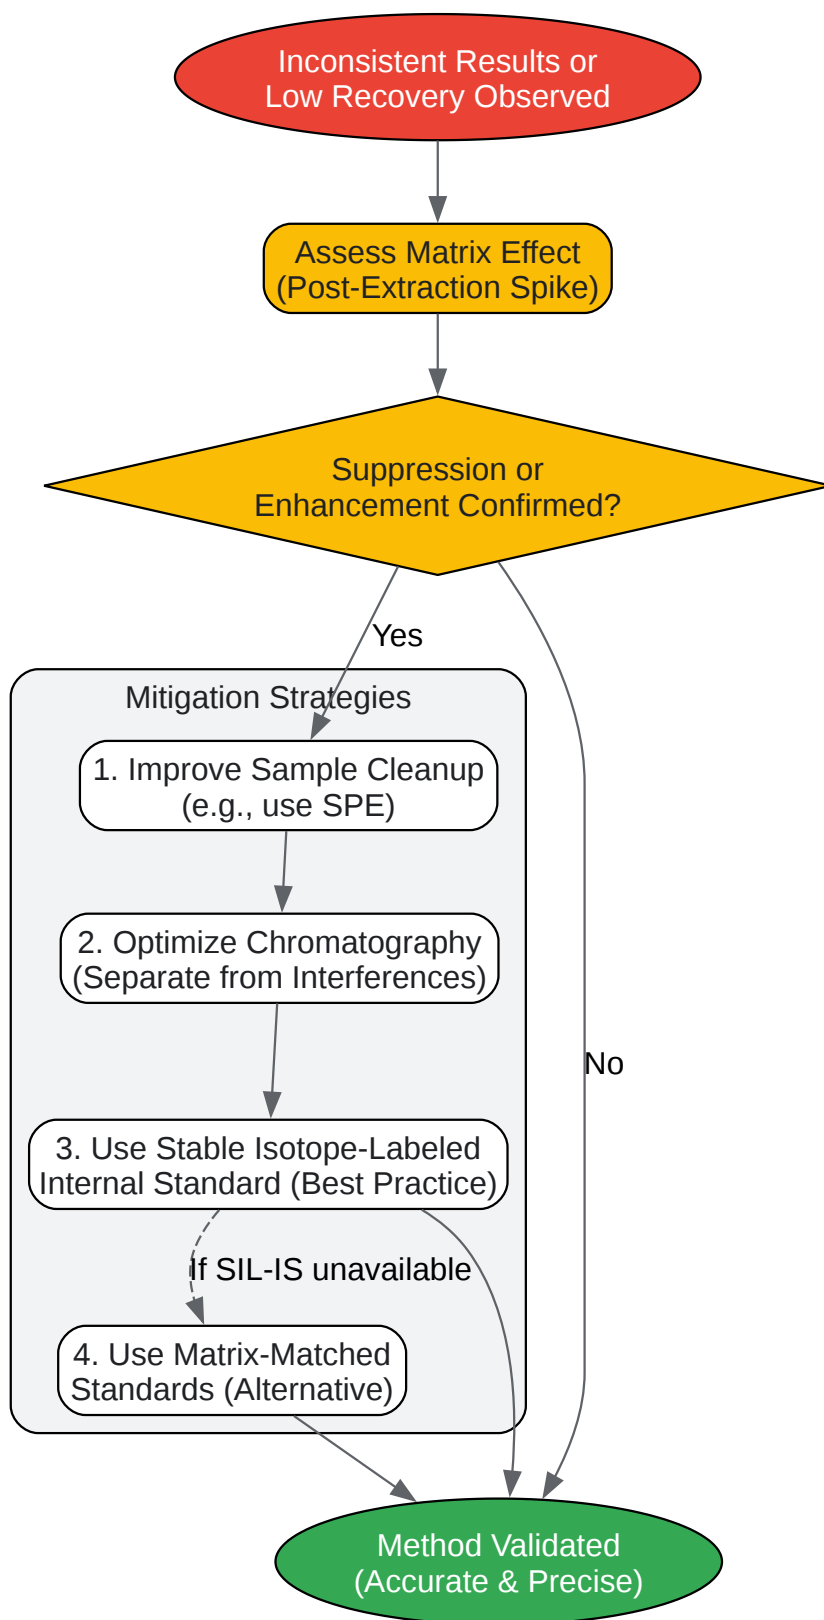 Inconsistent Results or
Low Recovery Observed
Assess Matrix Effect
(Post-Extraction Spike)
Suppression or
Enhancement Confirmed?
Yes
Mitigation Strategies
1. Improve Sample Cleanup
(e.g., use SPE)
2. Optimize Chromatography
(Separate from Interferences)
No
3. Use Stable Isotope-Labeled
Internal Standard (Best Practice)
If SIL-IS unavailable
4. Use Matrix-Matched
Standards (Alternative)
Method Validated
(Accurate & Precise)